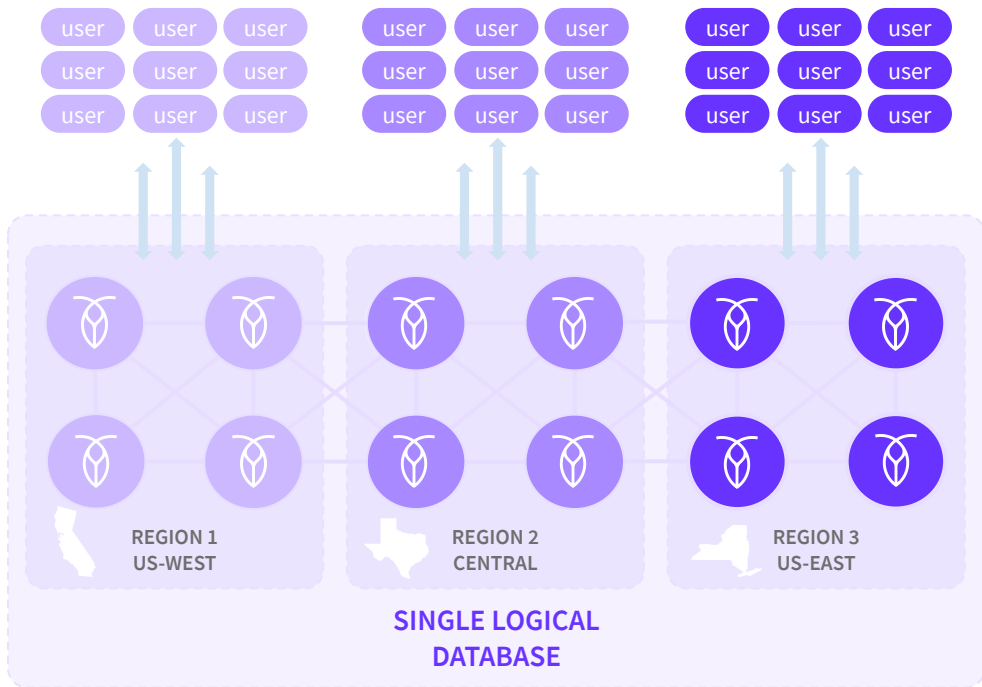 user user user user user user user user user
user user user user user user user user user
user user user user user user user user user
REGION 1
US-WEST
REGION 2
CENTRAL
REGION 3
US-EAST
SINGLE LOGICAL
DATABASE